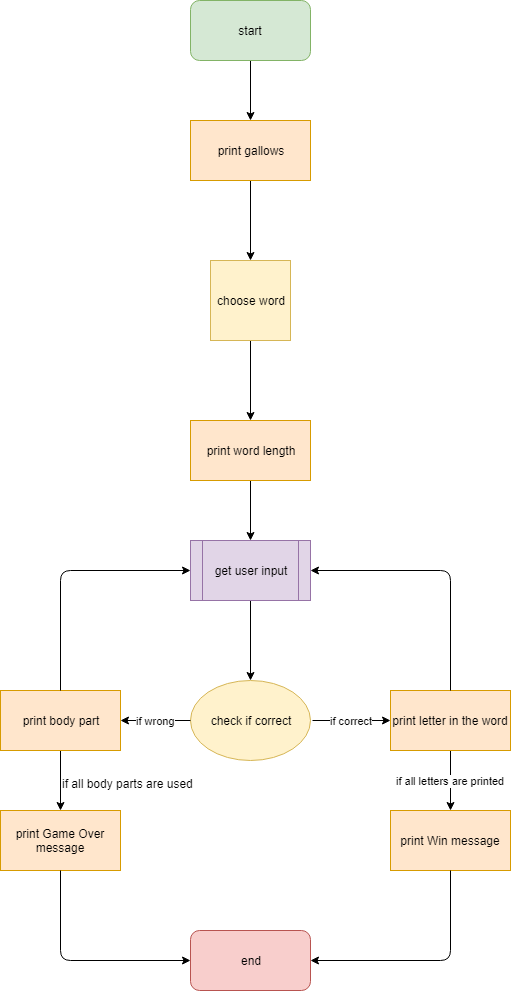 start
print gallows
choose word
print word length
get user input
print body part
if wrong
check if correct
if correct
print letter in the word
if all body parts are used
if all letters are printed
print Game Over
message
print Win message
end